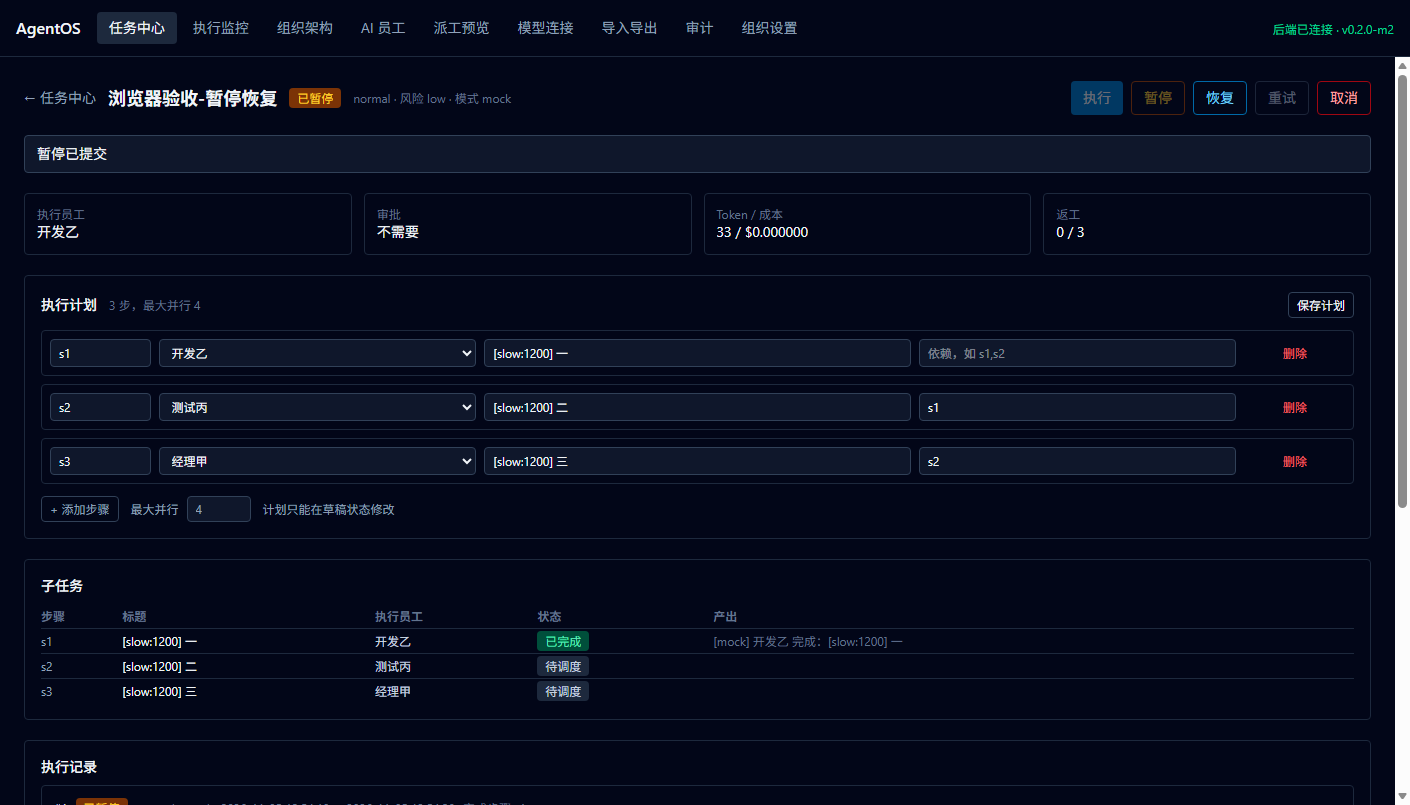 AgentOS 任务中心 执行监控 组织架构 AI 员工 派工预览 模型连接 导入导出 审计 组织设置 后端已连接 · v0.2.0-m2
← 任务中心 浏览器验收-暂停恢复 已暂停 normal · 风险 low · 模式 mock 执行 暂停 恢复 重试 取消
暂停已提交
执行员工 审批 Token / 成本 返工
开发乙 不需要 33 / $0.000000 0 / 3
执行计划 3 步，最大并行 4 保存计划
s1 开发乙 [slow:1200] 一 依赖，如 s1,s2 删除
s2 测试丙 [slow:1200] 二 s1 删除
s3 经理甲 [slow:1200] 三 s2 删除
+ 添加步骤 最大并行 4 计划只能在草稿状态修改
子任务
步骤 标题 执行员工 状态 产出
s1 [slow:1200] 一 开发乙 已完成 [mock] 开发乙 完成：[slow:1200] 一
s2 [slow:1200] 二 测试丙 待调度
s3 [slow:1200] 三 经理甲 待调度
执行记录